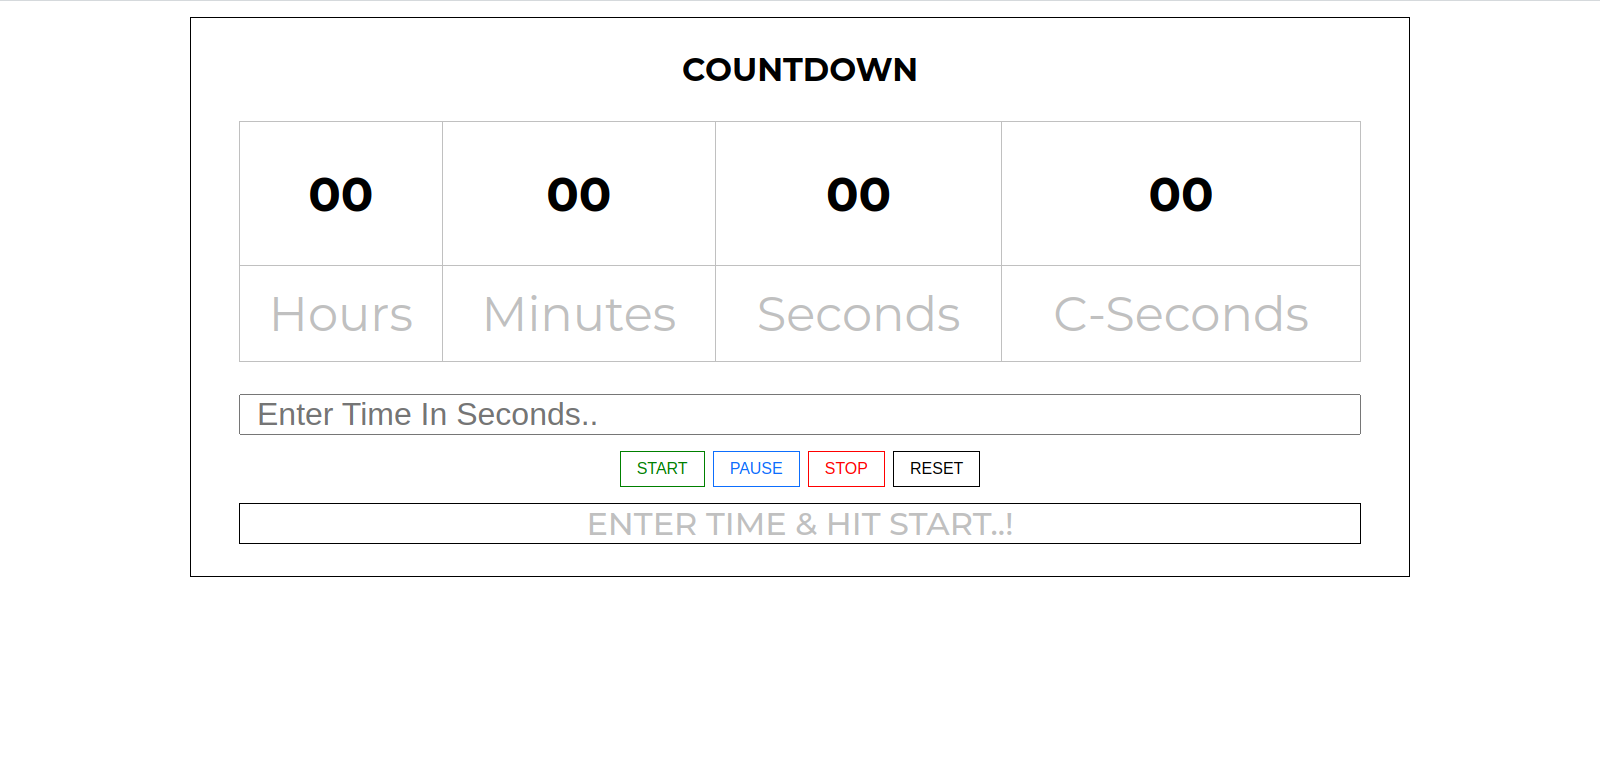 COUNTDOWN
00 00 00 00
Hours Minutes Seconds C-Seconds
Enter Time In Seconds..
START PAUSE STOP RESET
ENTER TIME & HIT START..!